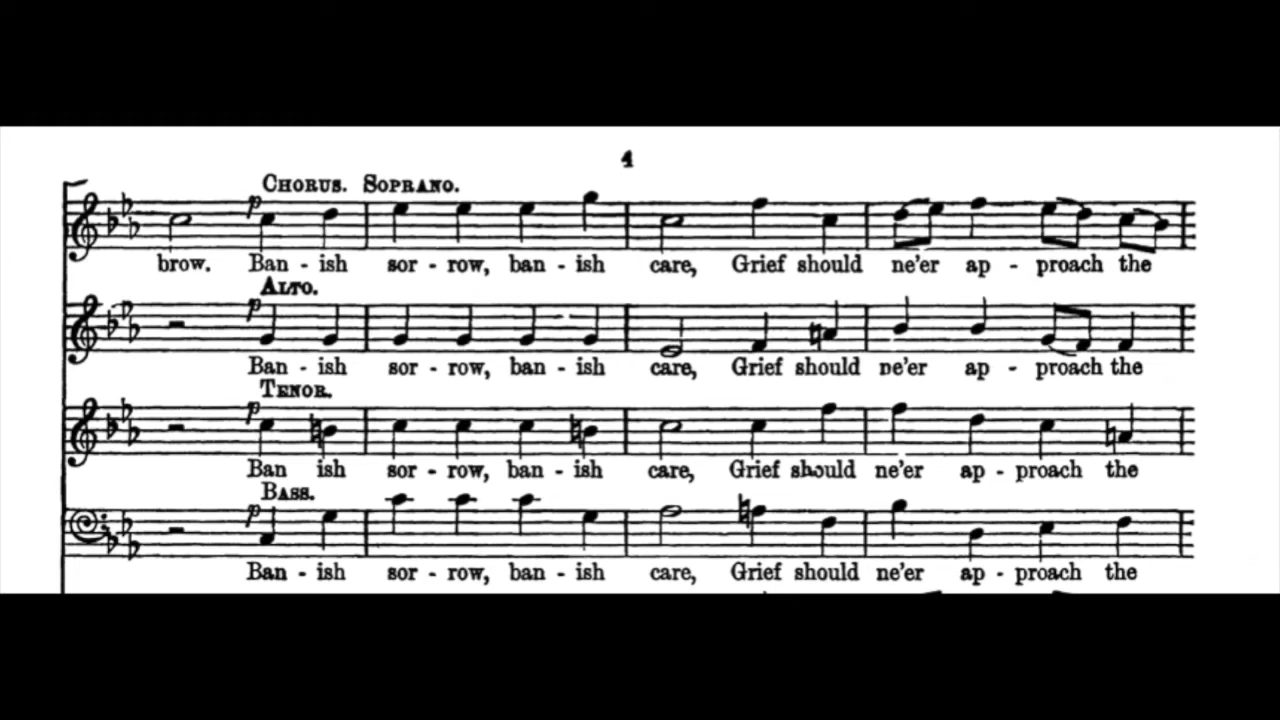 4
CHORUS. SOPRANO.
p
brow. Ban - ish sor - row, ban - ish care, Grief should ne'er ap - proach the
ALTO.
p
Ban - ish sor - row, ban - ish care, Grief should ne'er ap - proach the
TENOR.
p
Ban ish sor - row, ban - ish care, Grief should ne'er ap - proach the
BASS.
p
Ban - ish sor - row, ban - ish care, Grief should ne'er ap - proach the